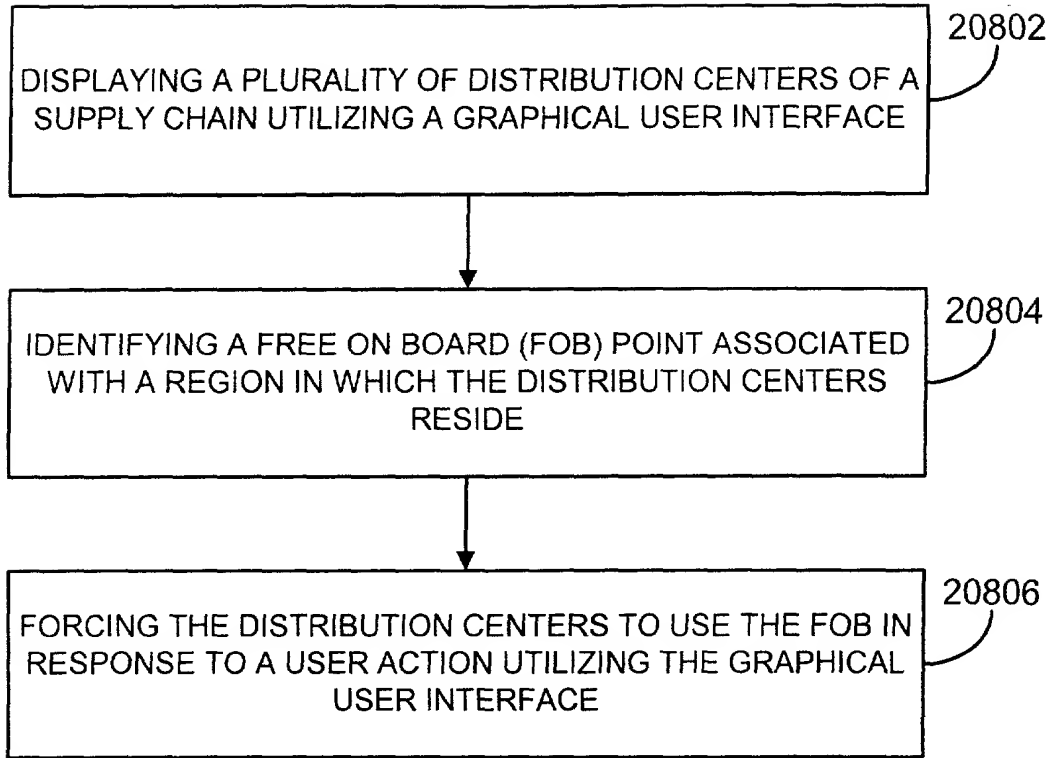 20802
DISPLAYING A PLURALITY OF DISTRIBUTION CENTERS OF A
SUPPLY CHAIN UTILIZING A GRAPHICAL USER INTERFACE
20804
IDENTIFYING A FREE ON BOARD (FOB) POINT ASSOCIATED
WITH A REGION IN WHICH THE DISTRIBUTION CENTERS
RESIDE
20806
FORCING THE DISTRIBUTION CENTERS TO USE THE FOB IN
RESPONSE TO A USER ACTION UTILIZING THE GRAPHICAL
USER INTERFACE